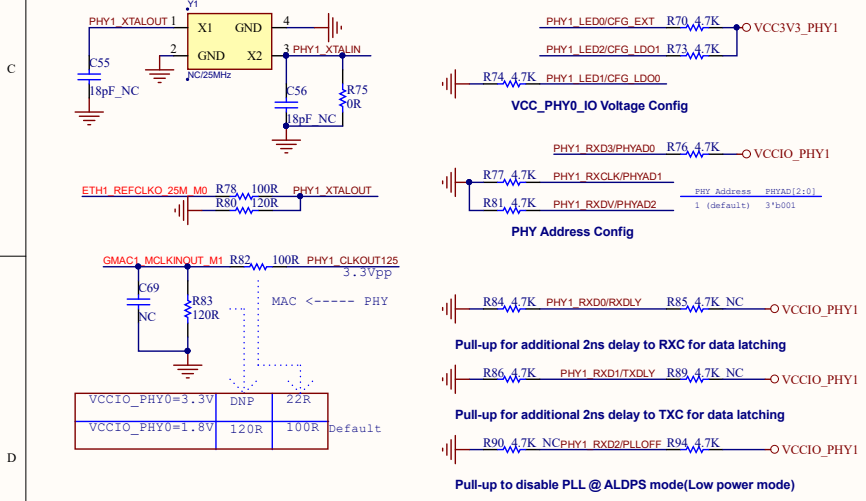 Y1
PHY1_XTALOUT 1 X1 GND 4
2 GND X2 3 PHY1_XTALIN
NC/25MHz
C55
18pF_NC
C56
18pF_NC
R75
0R
ETH1_REFCLKO_25M_M0 R78 100R PHY1_XTALOUT
R80 120R
GMAC1_MCLKINOUT_M1 R82 100R PHY1_CLKOUT125
3.3Vpp
C69
NC
R83
120R
MAC <----- PHY
VCCIO_PHY0=3.3V DNP 22R
VCCIO_PHY0=1.8V 120R 100R Default
C
D
PHY1_LED0/CFG_EXT R70 4.7K VCC3V3_PHY1
PHY1_LED2/CFG_LDO1 R73 4.7K
R74 4.7K PHY1_LED1/CFG_LDO0
VCC_PHY0_IO Voltage Config
PHY1_RXD3/PHYAD0 R76 4.7K VCCIO_PHY1
R77 4.7K PHY1_RXCLK/PHYAD1
R81 4.7K PHY1_RXDV/PHYAD2
PHY Address PHYAD[2:0]
1 (default) 3'b001
PHY Address Config
R84 4.7K PHY1_RXD0/RXDLY R85 4.7K NC VCCIO_PHY1
Pull-up for additional 2ns delay to RXC for data latching
R86 4.7K PHY1_RXD1/TXDLY R89 4.7K NC VCCIO_PHY1
Pull-up for additional 2ns delay to TXC for data latching
R90 4.7K NC PHY1_RXD2/PLLOFF R94 4.7K VCCIO_PHY1
Pull-up to disable PLL @ ALDPS mode(Low power mode)